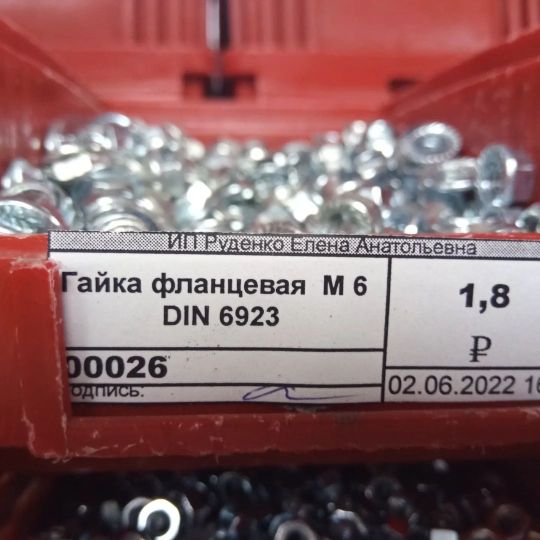 ИП Руденко Елена Анатольевна
Гайка фланцевая М 6
DIN 6923
1,8
₽
00026
одпись:
02.06.2022 16